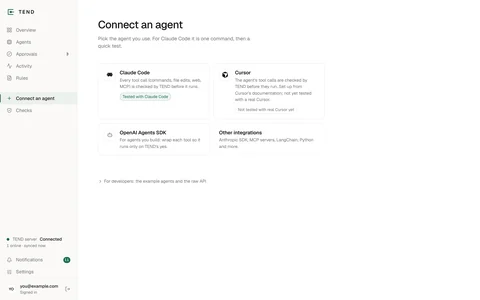 TEND
Overview
Agents
Approvals
Activity
Rules
Connect an agent
Checks
TEND server Connected
synced now
Notifications
Settings
YO
you@example.com
Signed in
Connect an agent
Pick the agent you use. For Claude Code it is one command, then a
quick test.
Claude Code
Every tool call (commands, file edits, web,
MCP) is checked by TEND before it runs.
Tested with Claude Code
Cursor
The agent's tool calls are checked by
TEND before they run. Set up from
Cursor's documentation; not yet tested
with a real Cursor.
Not tested with real Cursor yet
OpenAI Agents SDK
For agents you build: wrap each tool so it
runs only on TEND's yes.
Other integrations
Anthropic SDK, MCP servers, LangChain, Python
and more.
For developers: the example agents and the raw API